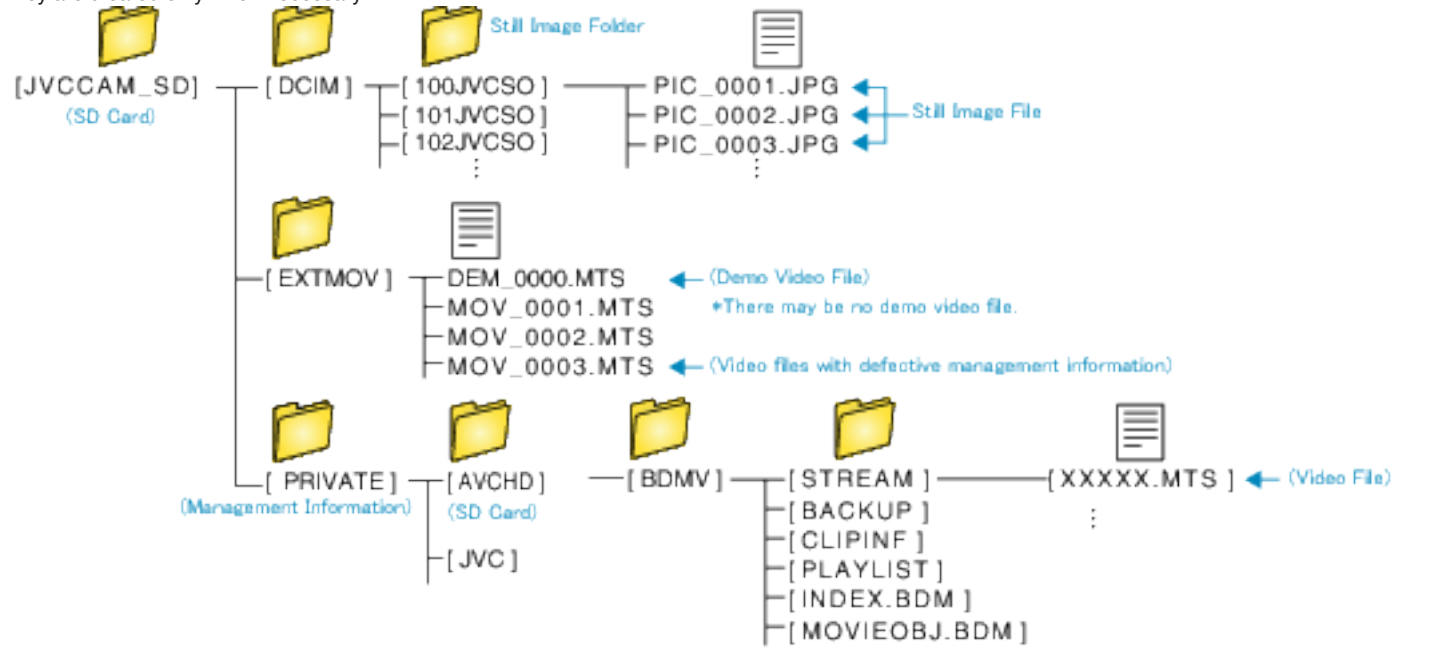 Still Image Folder
[JVCCAM_SD] [DCIM] [100JVCSO] PIC_0001.JPG
(SD Card) [101JVCSO] PIC_0002.JPG Still Image File
[102JVCSO] PIC_0003.JPG
[EXTMOV] DEM_0000.MTS (Demo Video File)
MOV_0001.MTS *There may be no demo video file.
MOV_0002.MTS
MOV_0003.MTS (Video files with defective management information)
[PRIVATE] [AVCHD] [BDMV] [STREAM] [XXXXX.MTS] (Video File)
(Management Information) (SD Card) [BACKUP]
[CLIPINF]
[JVC] [PLAYLIST]
[INDEX.BDM]
[MOVIEOBJ.BDM]